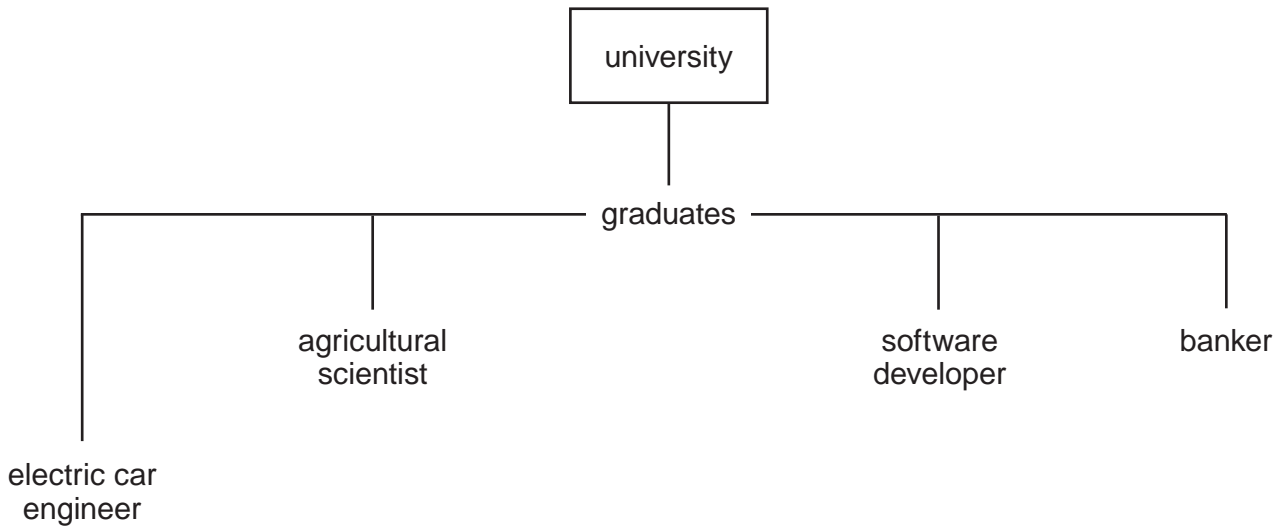 university
graduates
agricultural
scientist
software
developer
banker
electric car
engineer